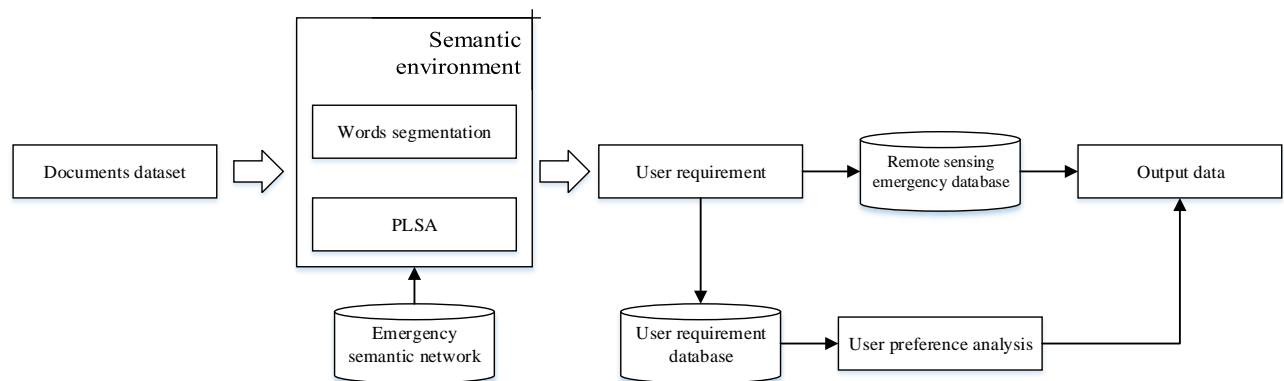 Semantic
environment
Words segmentation
PLSA
Documents dataset
User requirement
Remote sensing
emergency database
Output data
Emergency
semantic network
User requirement
database
User preference analysis